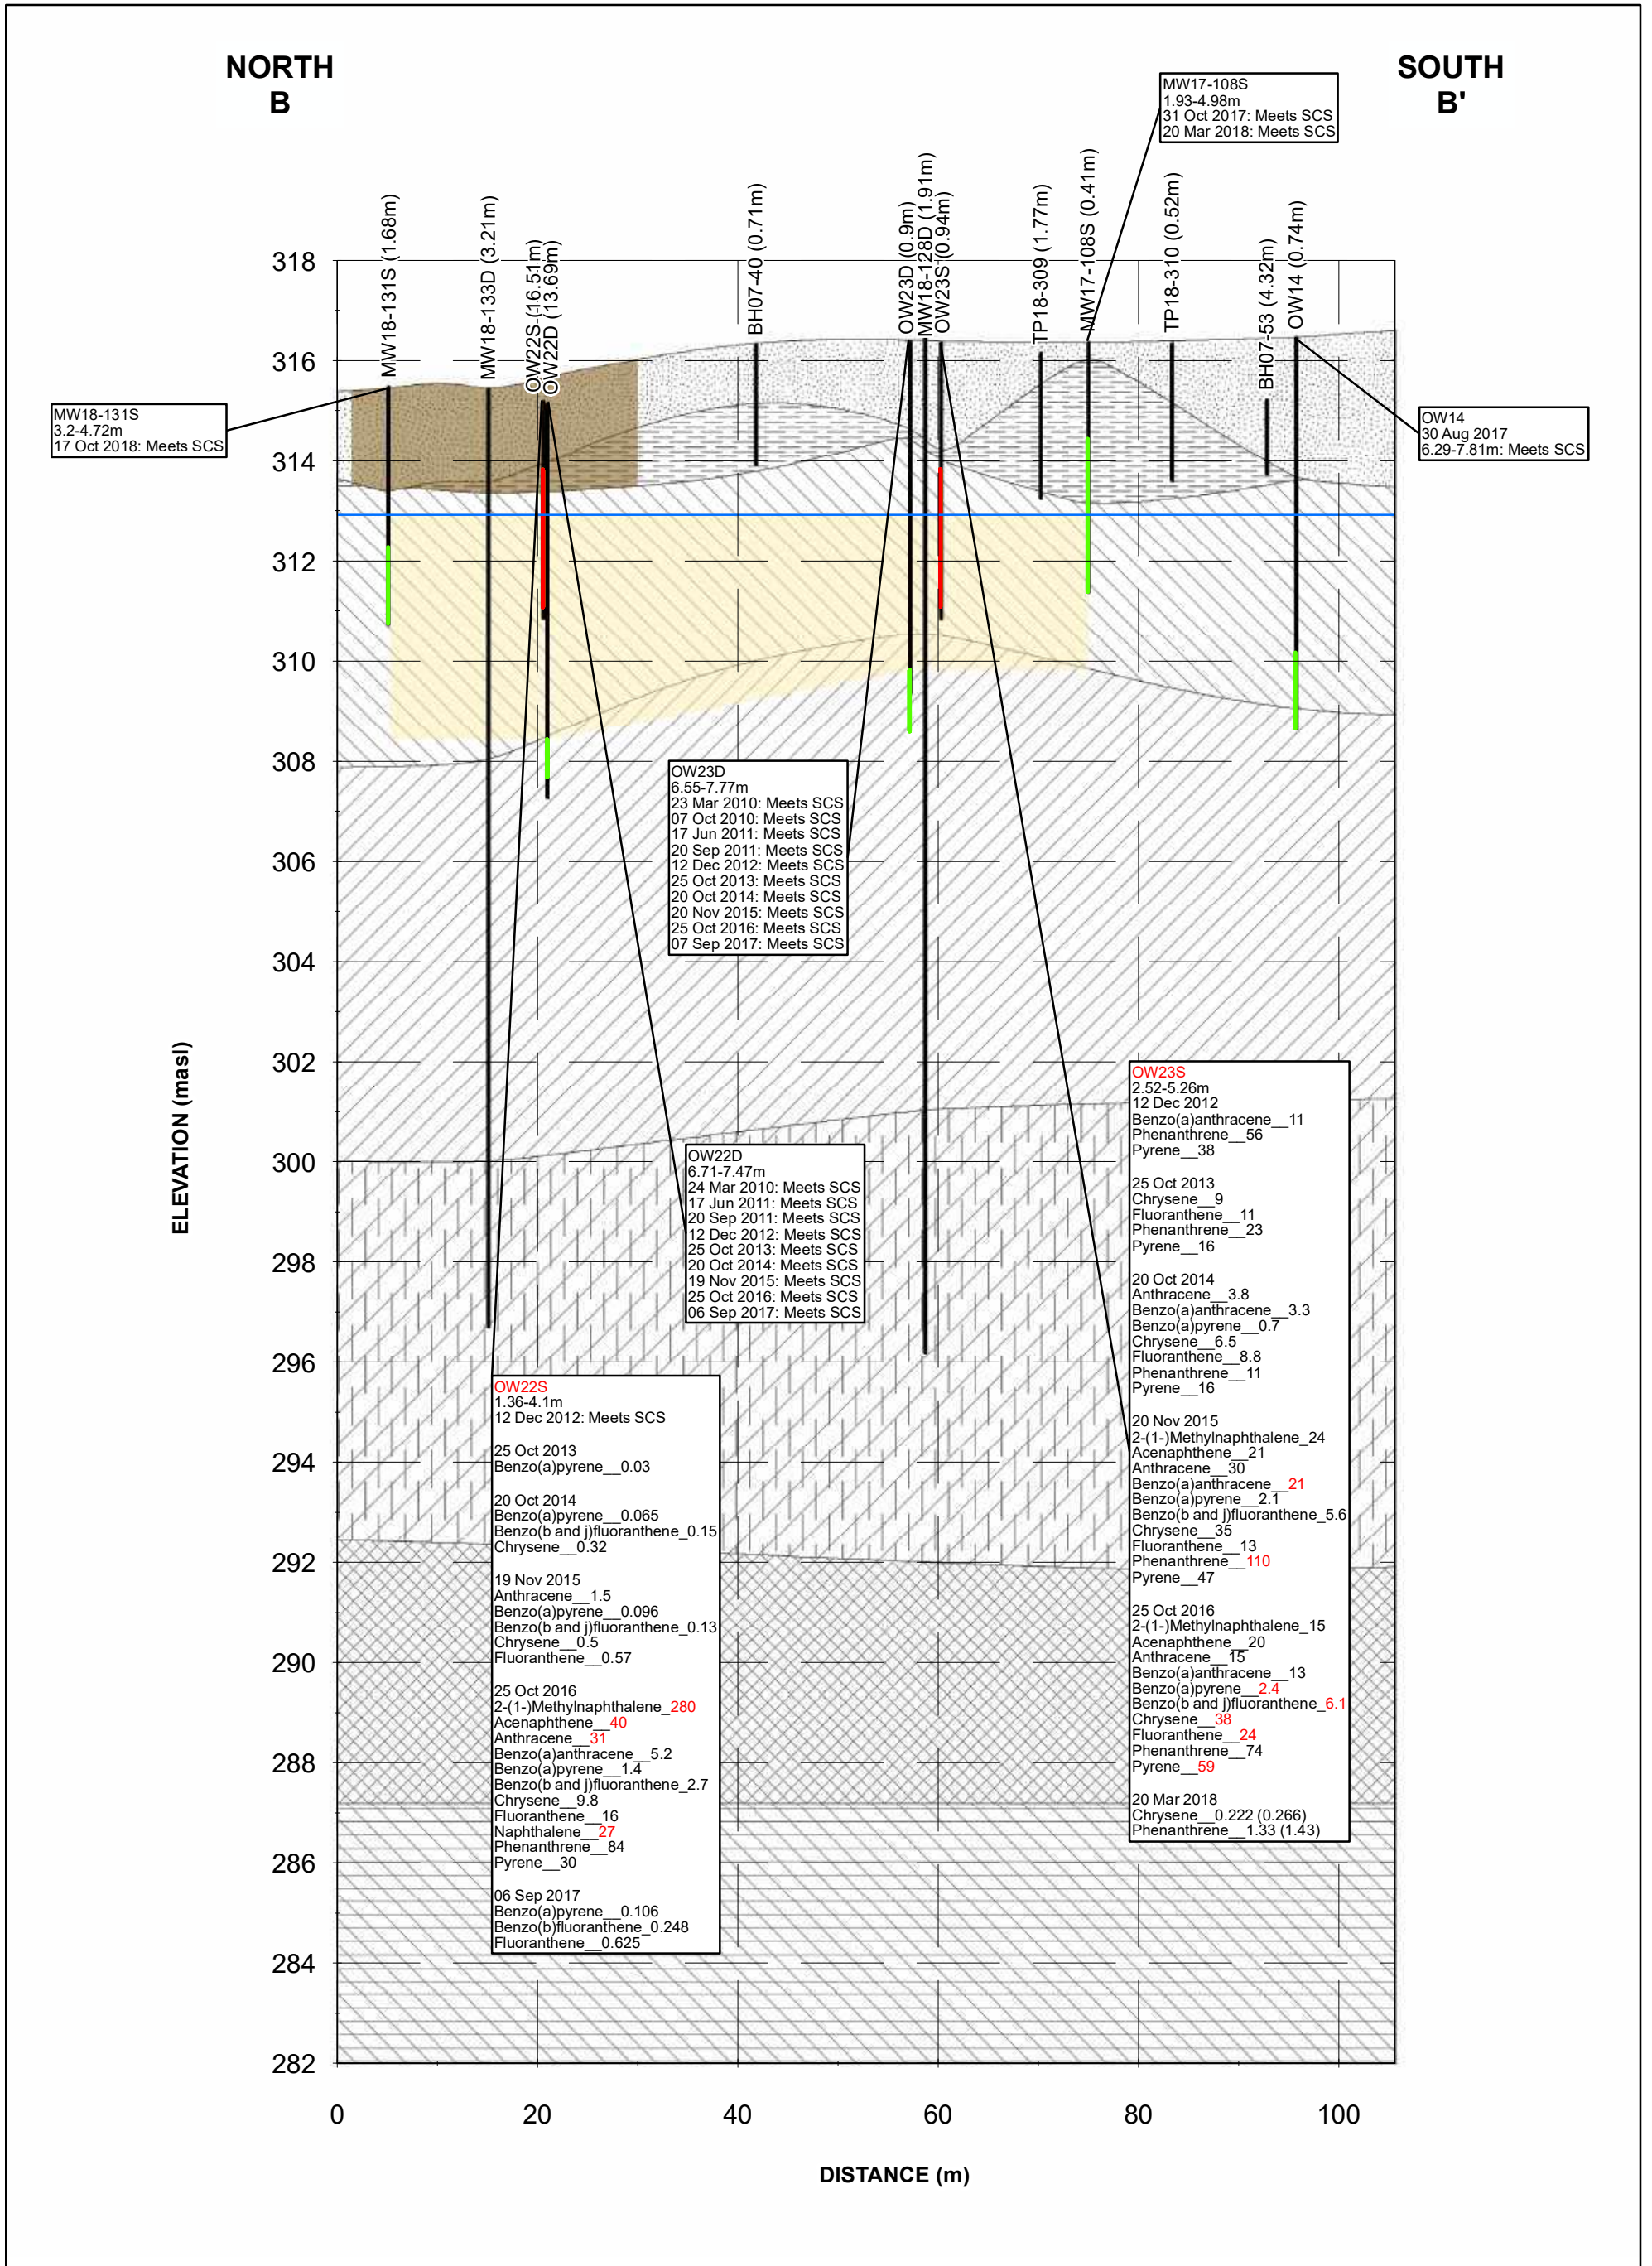 NORTH
B
SOUTH
B'
MW17-108S
1.93-4.98m
31 Oct 2017: Meets SCS
20 Mar 2018: Meets SCS
MW18-131S (1.68m)
MW18-133D (3.21m)
OW22S (16.51m)
OW22D (13.69m)
BH07-40 (0.71m)
OW23D (0.9m)
MW18-128D (1.91m)
OW23S (0.94m)
TP18-309 (1.77m)
MW17-108S (0.41m)
TP18-310 (0.52m)
BH07-53 (4.32m)
OW14 (0.74m)
MW18-131S
3.2-4.72m
17 Oct 2018: Meets SCS
OW14
30 Aug 2017
6.29-7.81m: Meets SCS
OW23D
6.55-7.77m
23 Mar 2010: Meets SCS
07 Oct 2010: Meets SCS
17 Jun 2011: Meets SCS
20 Sep 2011: Meets SCS
12 Dec 2012: Meets SCS
25 Oct 2013: Meets SCS
20 Oct 2014: Meets SCS
20 Nov 2015: Meets SCS
25 Oct 2016: Meets SCS
07 Sep 2017: Meets SCS
OW22D
6.71-7.47m
24 Mar 2010: Meets SCS
17 Jun 2011: Meets SCS
20 Sep 2011: Meets SCS
12 Dec 2012: Meets SCS
25 Oct 2013: Meets SCS
20 Oct 2014: Meets SCS
19 Nov 2015: Meets SCS
25 Oct 2016: Meets SCS
06 Sep 2017: Meets SCS
OW22S
1.36-4.1m
12 Dec 2012: Meets SCS
25 Oct 2013
Benzo(a)pyrene__0.03
20 Oct 2014
Benzo(a)pyrene__0.065
Benzo(b and j)fluoranthene_0.15
Chrysene__0.32
19 Nov 2015
Anthracene__1.5
Benzo(a)pyrene__0.096
Benzo(b and j)fluoranthene_0.13
Chrysene__0.5
Fluoranthene__0.57
25 Oct 2016
2-(1-)Methylnaphthalene_280
Acenaphthene__40
Anthracene__31
Benzo(a)anthracene__5.2
Benzo(a)pyrene__1.4
Benzo(b and j)fluoranthene_2.7
Chrysene__9.8
Fluoranthene__16
Naphthalene__27
Phenanthrene__84
Pyrene__30
06 Sep 2017
Benzo(a)pyrene__0.106
Benzo(b)fluoranthene_0.248
Fluoranthene__0.625
OW23S
2.52-5.26m
12 Dec 2012
Benzo(a)anthracene__11
Phenanthrene__56
Pyrene__38
25 Oct 2013
Chrysene__9
Fluoranthene__11
Phenanthrene__23
Pyrene__16
20 Oct 2014
Anthracene__3.8
Benzo(a)anthracene__3.3
Benzo(a)pyrene__0.7
Chrysene__6.5
Fluoranthene__8.8
Phenanthrene__11
Pyrene__16
20 Nov 2015
2-(1-)Methylnaphthalene_24
Acenaphthene__21
Anthracene__30
Benzo(a)anthracene__21
Benzo(a)pyrene__2.1
Benzo(b and j)fluoranthene_5.6
Chrysene__35
Fluoranthene__13
Phenanthrene__110
Pyrene__47
25 Oct 2016
2-(1-)Methylnaphthalene_15
Acenaphthene__20
Anthracene__15
Benzo(a)anthracene__13
Benzo(a)pyrene__2.4
Benzo(b and j)fluoranthene_6.1
Chrysene__38
Fluoranthene__24
Phenanthrene__74
Pyrene__59
20 Mar 2018
Chrysene__0.222 (0.266)
Phenanthrene__1.33 (1.43)
ELEVATION (masl)
318
316
314
312
310
308
306
304
302
300
298
296
294
292
290
288
286
284
282
0
20
40
60
80
100
DISTANCE (m)